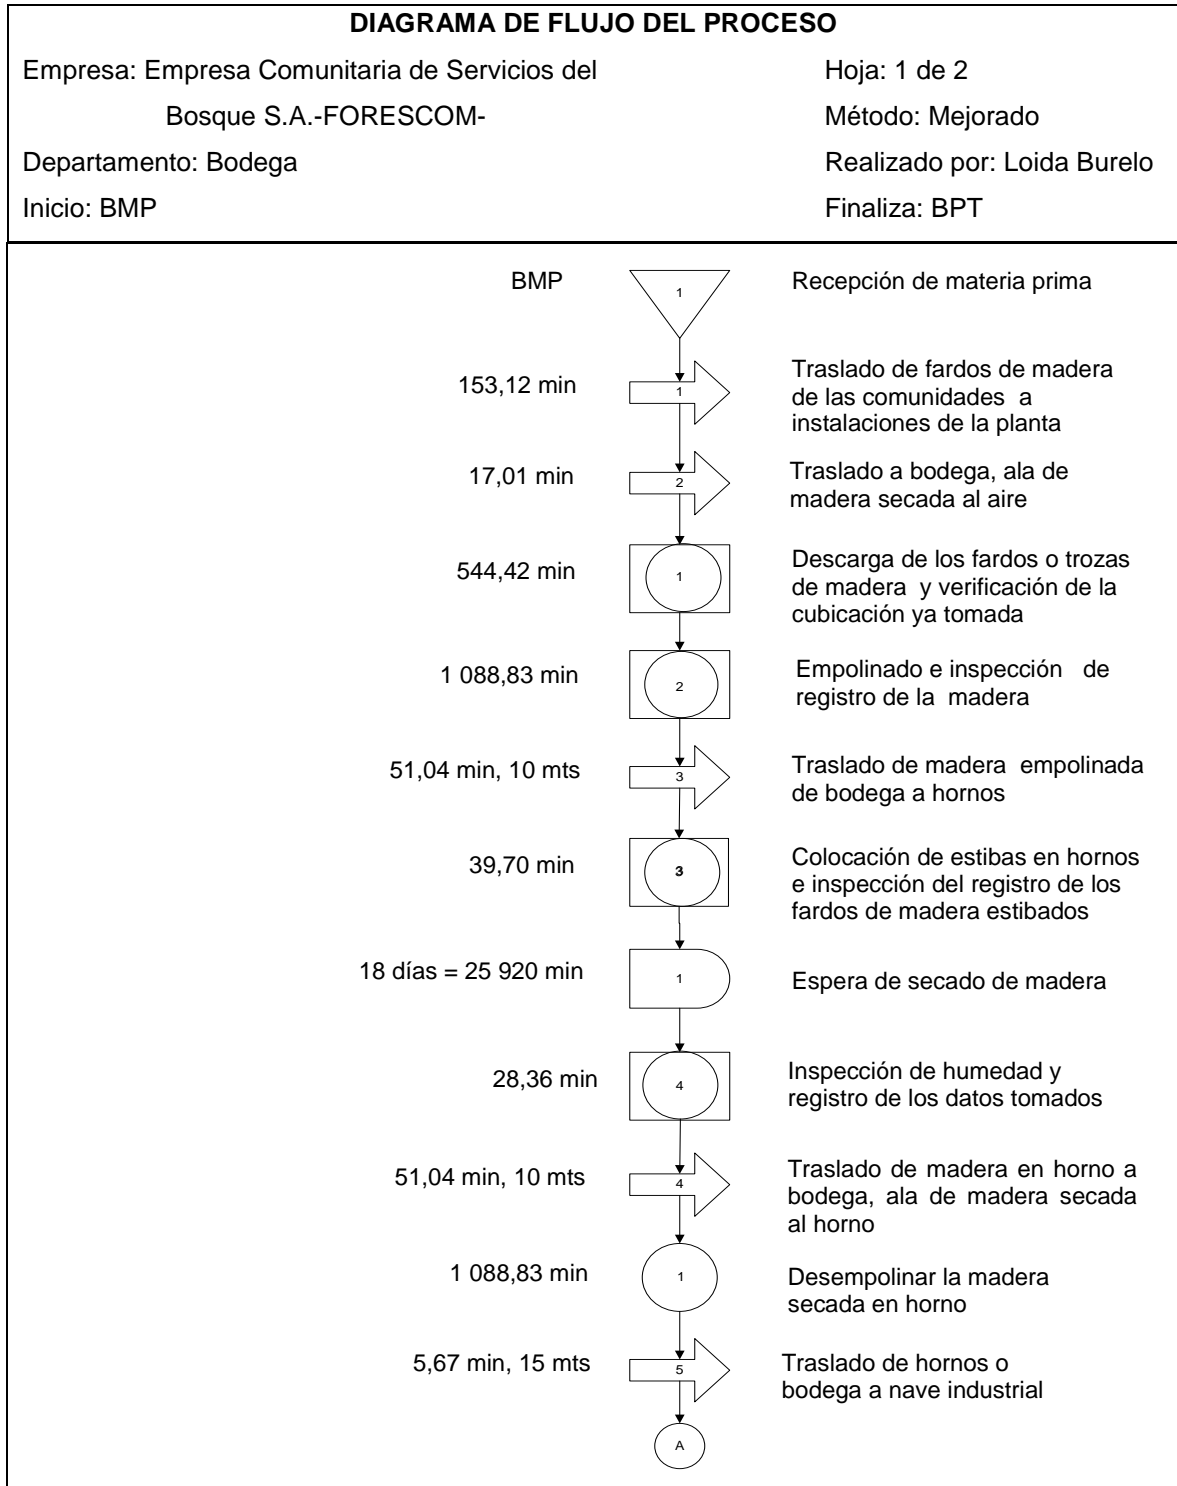 DIAGRAMA DE FLUJO DEL PROCESO
Empresa: Empresa Comunitaria de Servicios del
Bosque S.A.-FORESCOM-
Departamento: Bodega
Inicio: BMP
Hoja: 1 de 2
Método: Mejorado
Realizado por: Loida Burelo
Finaliza: BPT
BMP
1
Recepción de materia prima
153,12 min
1
Traslado de fardos de madera
de las comunidades a
instalaciones de la planta
17,01 min
2
Traslado a bodega, ala de
madera secada al aire
544,42 min
1
Descarga de los fardos o trozas
de madera y verificación de la
cubicación ya tomada
1 088,83 min
2
Empolinado e inspección de
registro de la madera
51,04 min, 10 mts
3
Traslado de madera empolinada
de bodega a hornos
39,70 min
3
Colocación de estibas en hornos
e inspección del registro de los
fardos de madera estibados
18 días = 25 920 min
1
Espera de secado de madera
28,36 min
4
Inspección de humedad y
registro de los datos tomados
51,04 min, 10 mts
4
Traslado de madera en horno a
bodega, ala de madera secada
al horno
1 088,83 min
1
Desempolinar la madera
secada en horno
5,67 min, 15 mts
5
Traslado de hornos o
bodega a nave industrial
A